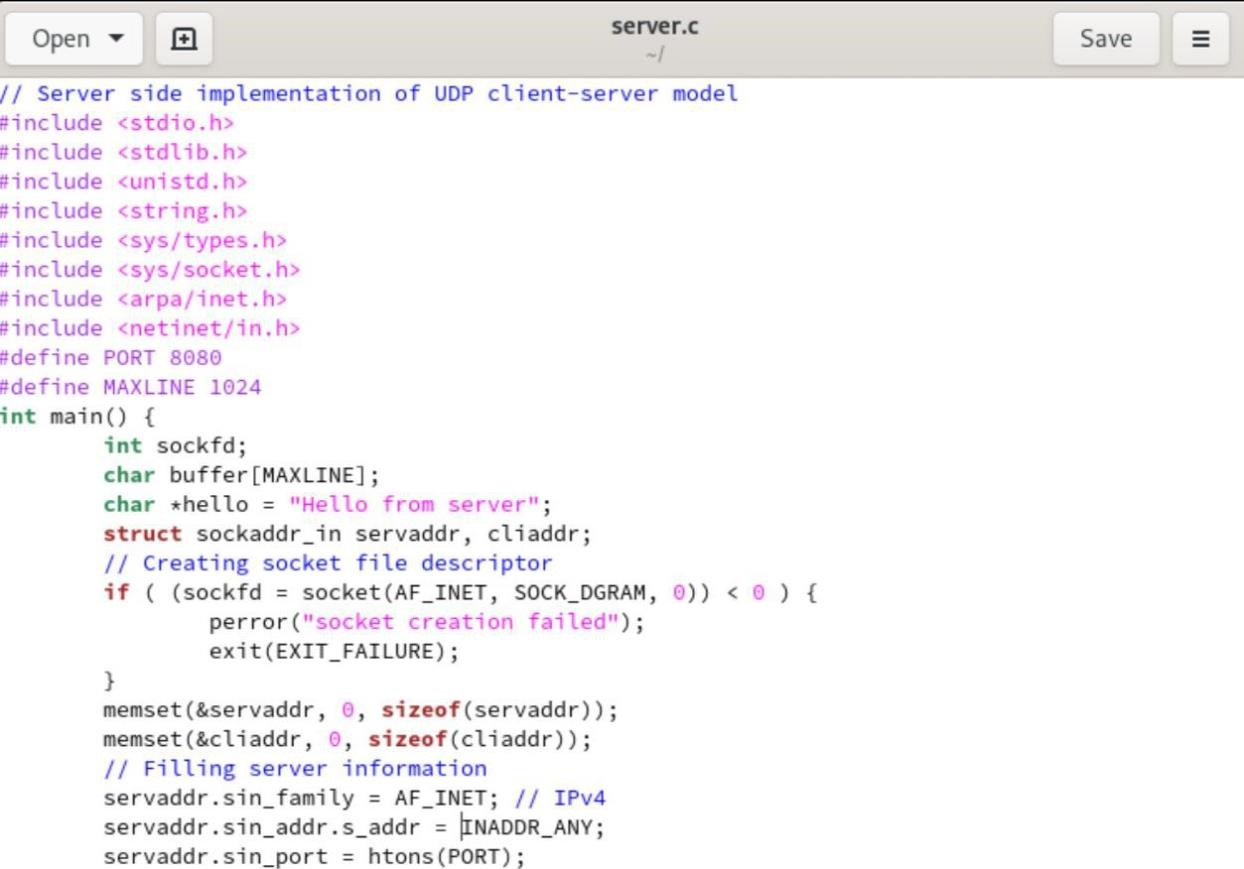 Open
server.c
~/
Save
// Server side implementation of UDP client-server model
#include <stdio.h>
#include <stdlib.h>
#include <unistd.h>
#include <string.h>
#include <sys/types.h>
#include <sys/socket.h>
#include <arpa/inet.h>
#include <netinet/in.h>
#define PORT 8080
#define MAXLINE 1024
int main() {
        int sockfd;
        char buffer[MAXLINE];
        char *hello = "Hello from server";
        struct sockaddr_in servaddr, cliaddr;
        // Creating socket file descriptor
        if ( (sockfd = socket(AF_INET, SOCK_DGRAM, 0)) < 0 ) {
                perror("socket creation failed");
                exit(EXIT_FAILURE);
        }
        memset(&servaddr, 0, sizeof(servaddr));
        memset(&cliaddr, 0, sizeof(cliaddr));
        // Filling server information
        servaddr.sin_family = AF_INET; // IPv4
        servaddr.sin_addr.s_addr = INADDR_ANY;
        servaddr.sin_port = htons(PORT);